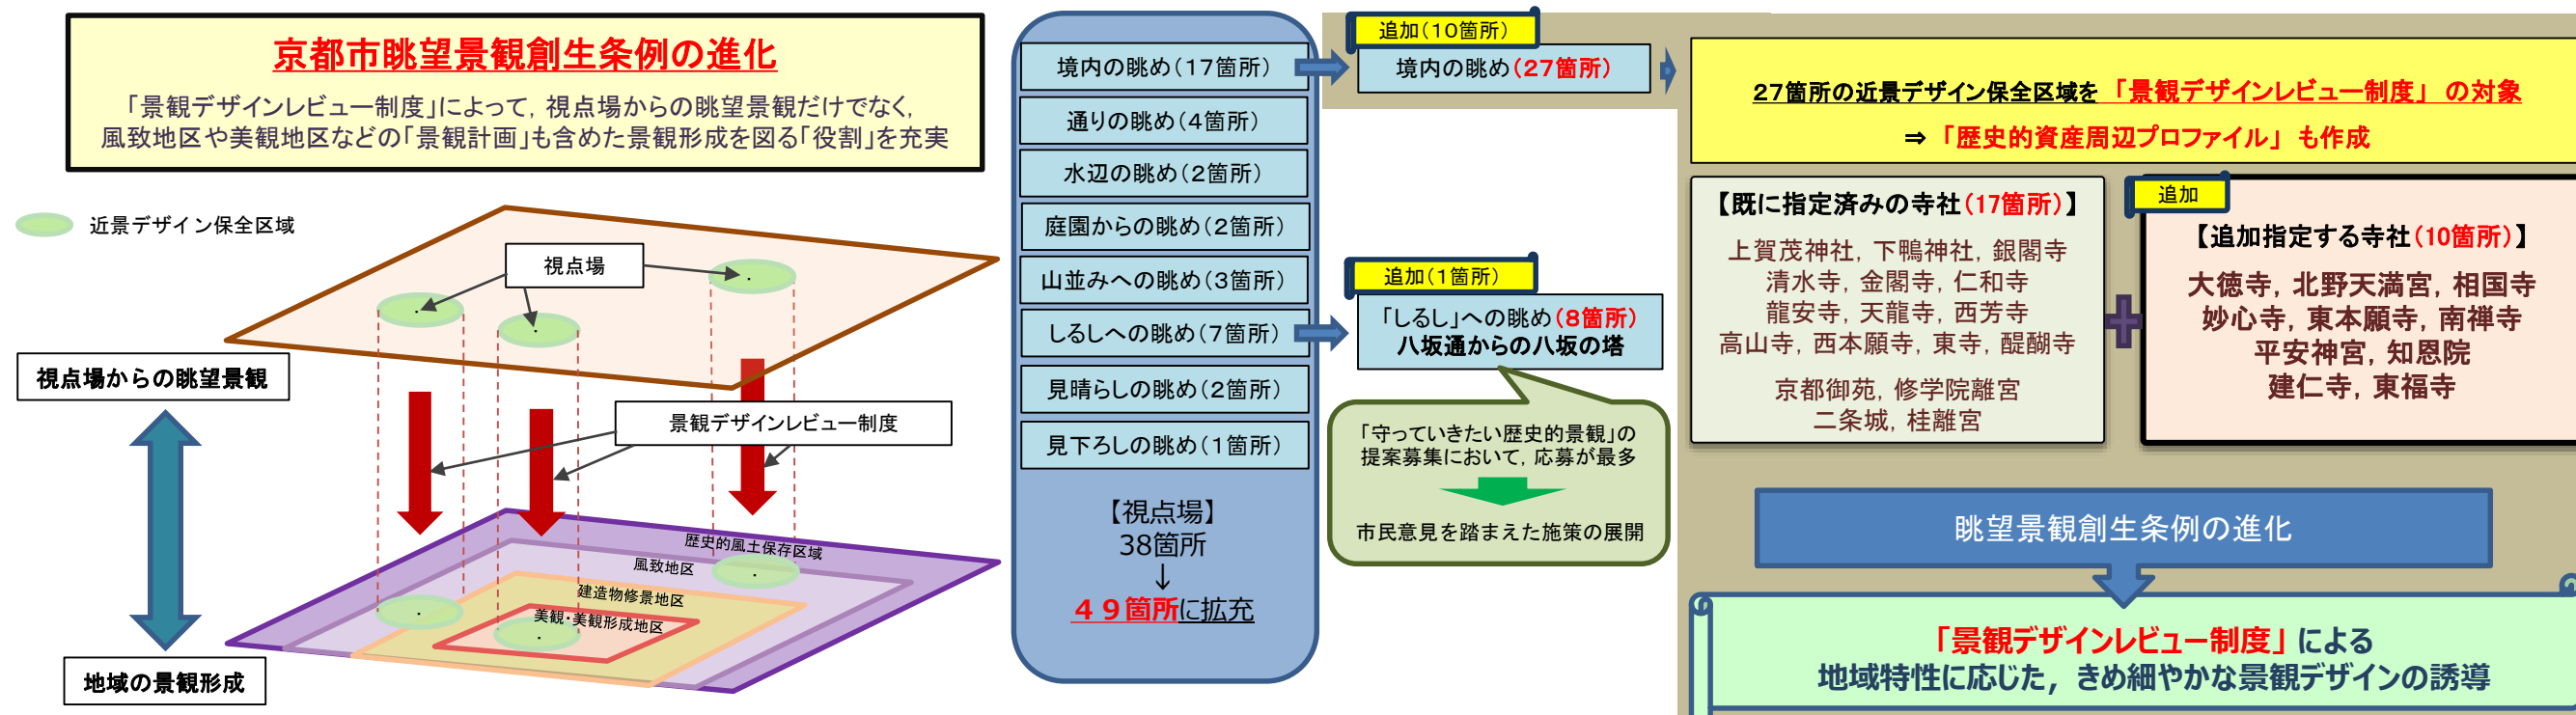 京都市眺望景観創生条例の進化
「景観デザインレビュー制度」によって，視点場からの眺望景観だけでなく，
風致地区や美観地区などの「景観計画」も含めた景観形成を図る「役割」を充実
近景デザイン保全区域
視点場
視点場からの眺望景観
景観デザインレビュー制度
歴史的風土保存区域
風致地区
建造物修景地区
美観・美観形成地区
地域の景観形成
境内の眺め（17箇所）
通りの眺め（4箇所）
水辺の眺め（2箇所）
庭園からの眺め（2箇所）
山並みへの眺め（3箇所）
しるしへの眺め（7箇所）
見晴らしの眺め（2箇所）
見下ろしの眺め（1箇所）
【視点場】
38箇所
↓
４９箇所に拡充
追加（10箇所）
境内の眺め（27箇所）
追加（1箇所）
「しるし」への眺め（8箇所）
八坂通からの八坂の塔
「守っていきたい歴史的景観」の
提案募集において，応募が最多
市民意見を踏まえた施策の展開
27箇所の近景デザイン保全区域を「景観デザインレビュー制度」の対象
⇒「歴史的資産周辺プロファイル」も作成
【既に指定済みの寺社（17箇所）】
上賀茂神社，下鴨神社，銀閣寺
清水寺，金閣寺，仁和寺
龍安寺，天龍寺，西芳寺
高山寺，西本願寺，東寺，醍醐寺
京都御苑，修学院離宮
二条城，桂離宮
追加
【追加指定する寺社（10箇所）】
大徳寺，北野天満宮，相国寺
妙心寺，東本願寺，南禅寺
平安神宮，知恩院
建仁寺，東福寺
眺望景観創生条例の進化
「景観デザインレビュー制度」による
地域特性に応じた，きめ細やかな景観デザインの誘導